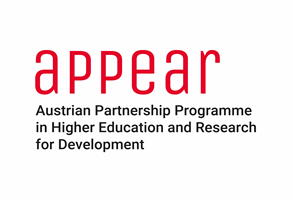 appear
Austrian Partnership Programme
in Higher Education and Research
for Development